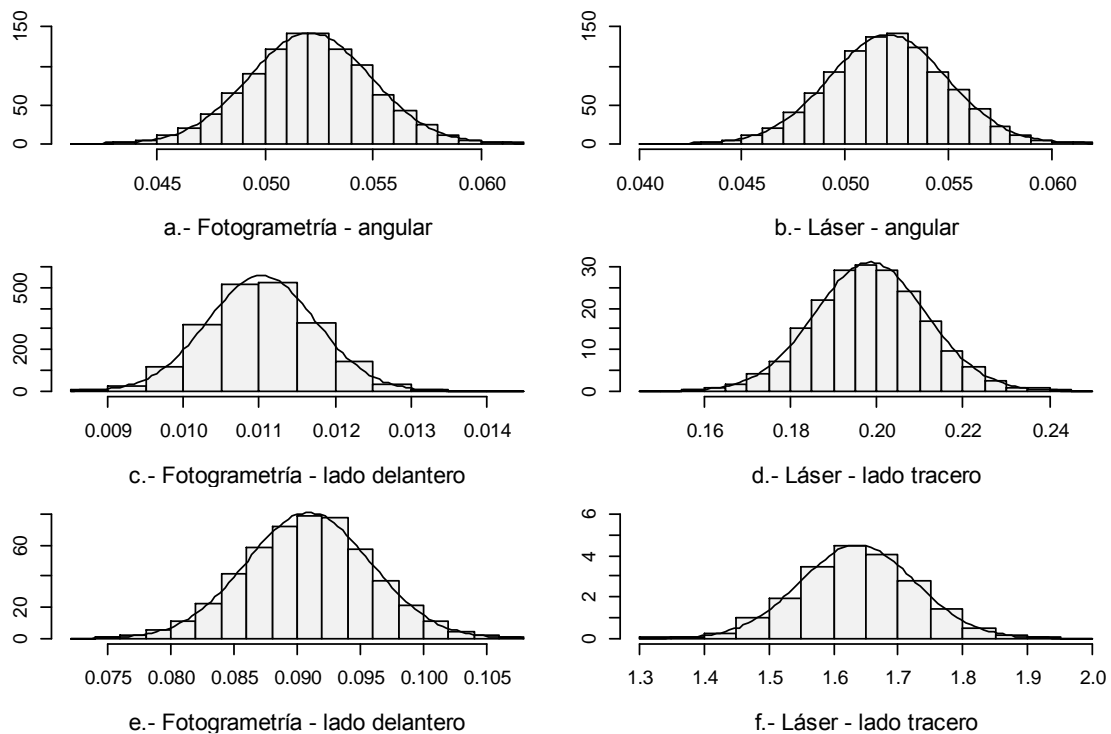 0 50 150
0.045 0.050 0.055 0.060
a.- Fotogrametría - angular
0 50 150
0.040 0.045 0.050 0.055 0.060
b.- Láser - angular
0 200 500
0.009 0.010 0.011 0.012 0.013 0.014
c.- Fotogrametría - lado delantero
0 10 20 30
0.16 0.18 0.20 0.22 0.24
d.- Láser - lado tracero
0 20 60
0.075 0.080 0.085 0.090 0.095 0.100 0.105
e.- Fotogrametría - lado delantero
0 2 4 6
1.3 1.4 1.5 1.6 1.7 1.8 1.9 2.0
f.- Láser - lado tracero